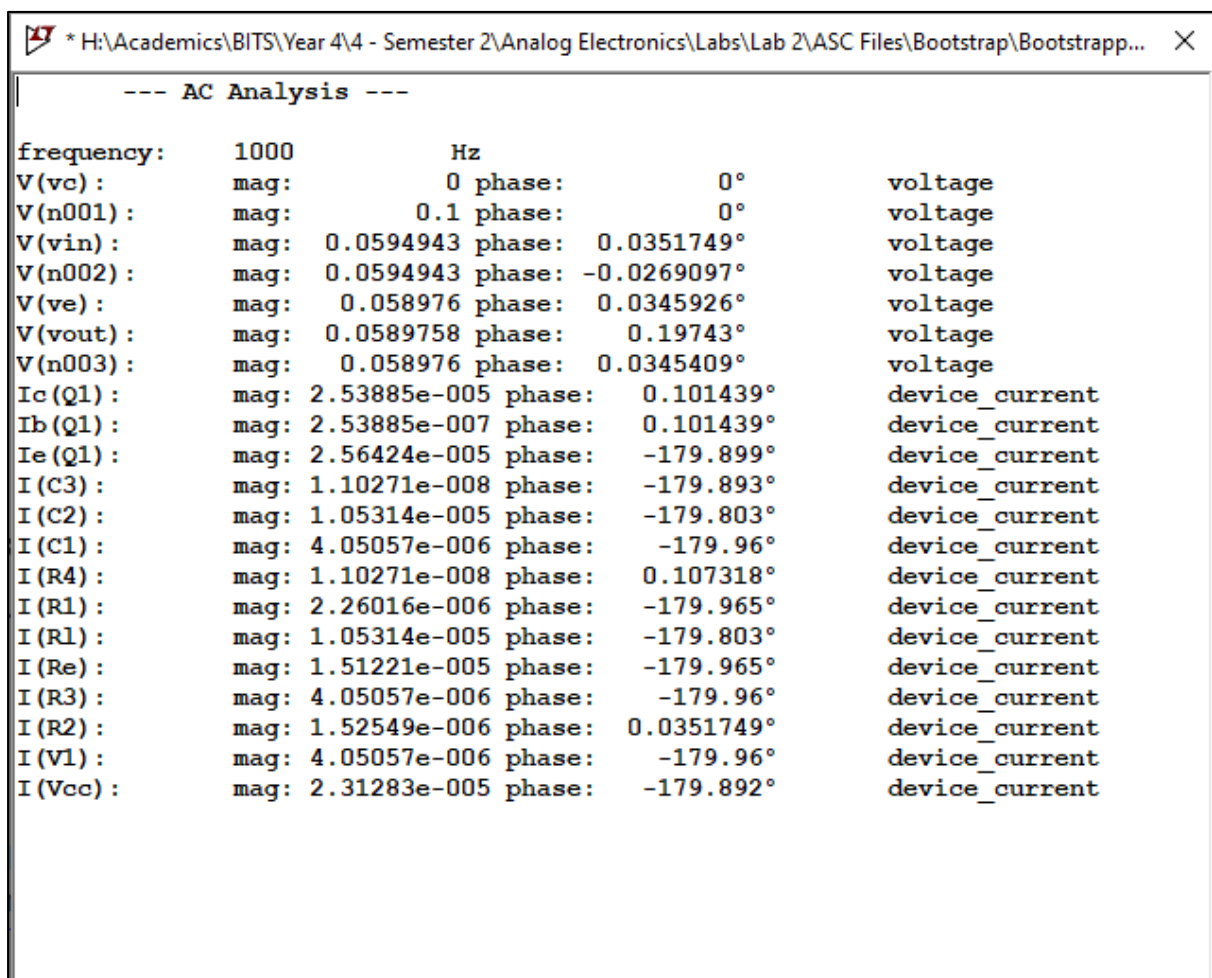 * H:\Academics\BITS\Year 4\4 - Semester 2\Analog Electronics\Labs\Lab 2\ASC Files\Bootstrap\Bootstrapp...
--- AC Analysis ---
frequency: 1000 Hz
V(vc): mag: 0 phase: 0° voltage
V(n001): mag: 0.1 phase: 0° voltage
V(vin): mag: 0.0594943 phase: 0.0351749° voltage
V(n002): mag: 0.0594943 phase: -0.0269097° voltage
V(ve): mag: 0.058976 phase: 0.0345926° voltage
V(vout): mag: 0.0589758 phase: 0.19743° voltage
V(n003): mag: 0.058976 phase: 0.0345409° voltage
Ic(Q1): mag: 2.53885e-005 phase: 0.101439° device_current
Ib(Q1): mag: 2.53885e-007 phase: 0.101439° device_current
Ie(Q1): mag: 2.56424e-005 phase: -179.899° device_current
I(C3): mag: 1.10271e-008 phase: -179.893° device_current
I(C2): mag: 1.05314e-005 phase: -179.803° device_current
I(C1): mag: 4.05057e-006 phase: -179.96° device_current
I(R4): mag: 1.10271e-008 phase: 0.107318° device_current
I(R1): mag: 2.26016e-006 phase: -179.965° device_current
I(Rl): mag: 1.05314e-005 phase: -179.803° device_current
I(Re): mag: 1.51221e-005 phase: -179.965° device_current
I(R3): mag: 4.05057e-006 phase: -179.96° device_current
I(R2): mag: 1.52549e-006 phase: 0.0351749° device_current
I(V1): mag: 4.05057e-006 phase: -179.96° device_current
I(Vcc): mag: 2.31283e-005 phase: -179.892° device_current